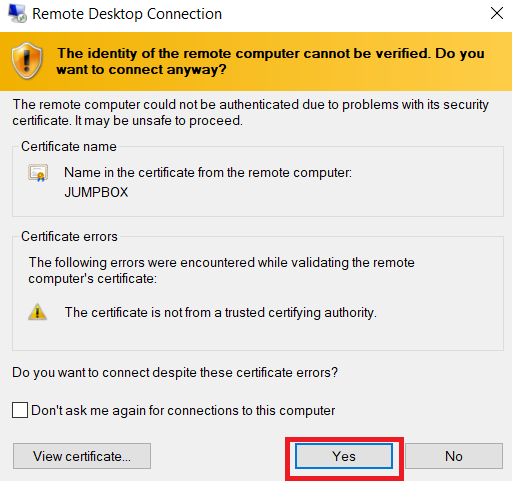 Remote Desktop Connection
The identity of the remote computer cannot be verified. Do you
want to connect anyway?
The remote computer could not be authenticated due to problems with its security
certificate. It may be unsafe to proceed.
Certificate name
Name in the certificate from the remote computer:
JUMPBOX
Certificate errors
The following errors were encountered while validating the remote
computer's certificate:
The certificate is not from a trusted certifying authority.
Do you want to connect despite these certificate errors?
Don't ask me again for connections to this computer
View certificate... Yes No